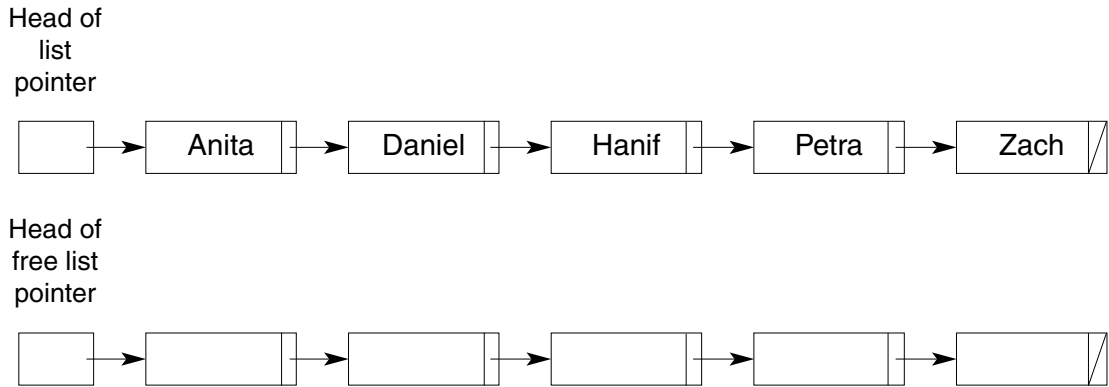 Head of
list
pointer
Anita Daniel Hanif Petra Zach
Head of
free list
pointer